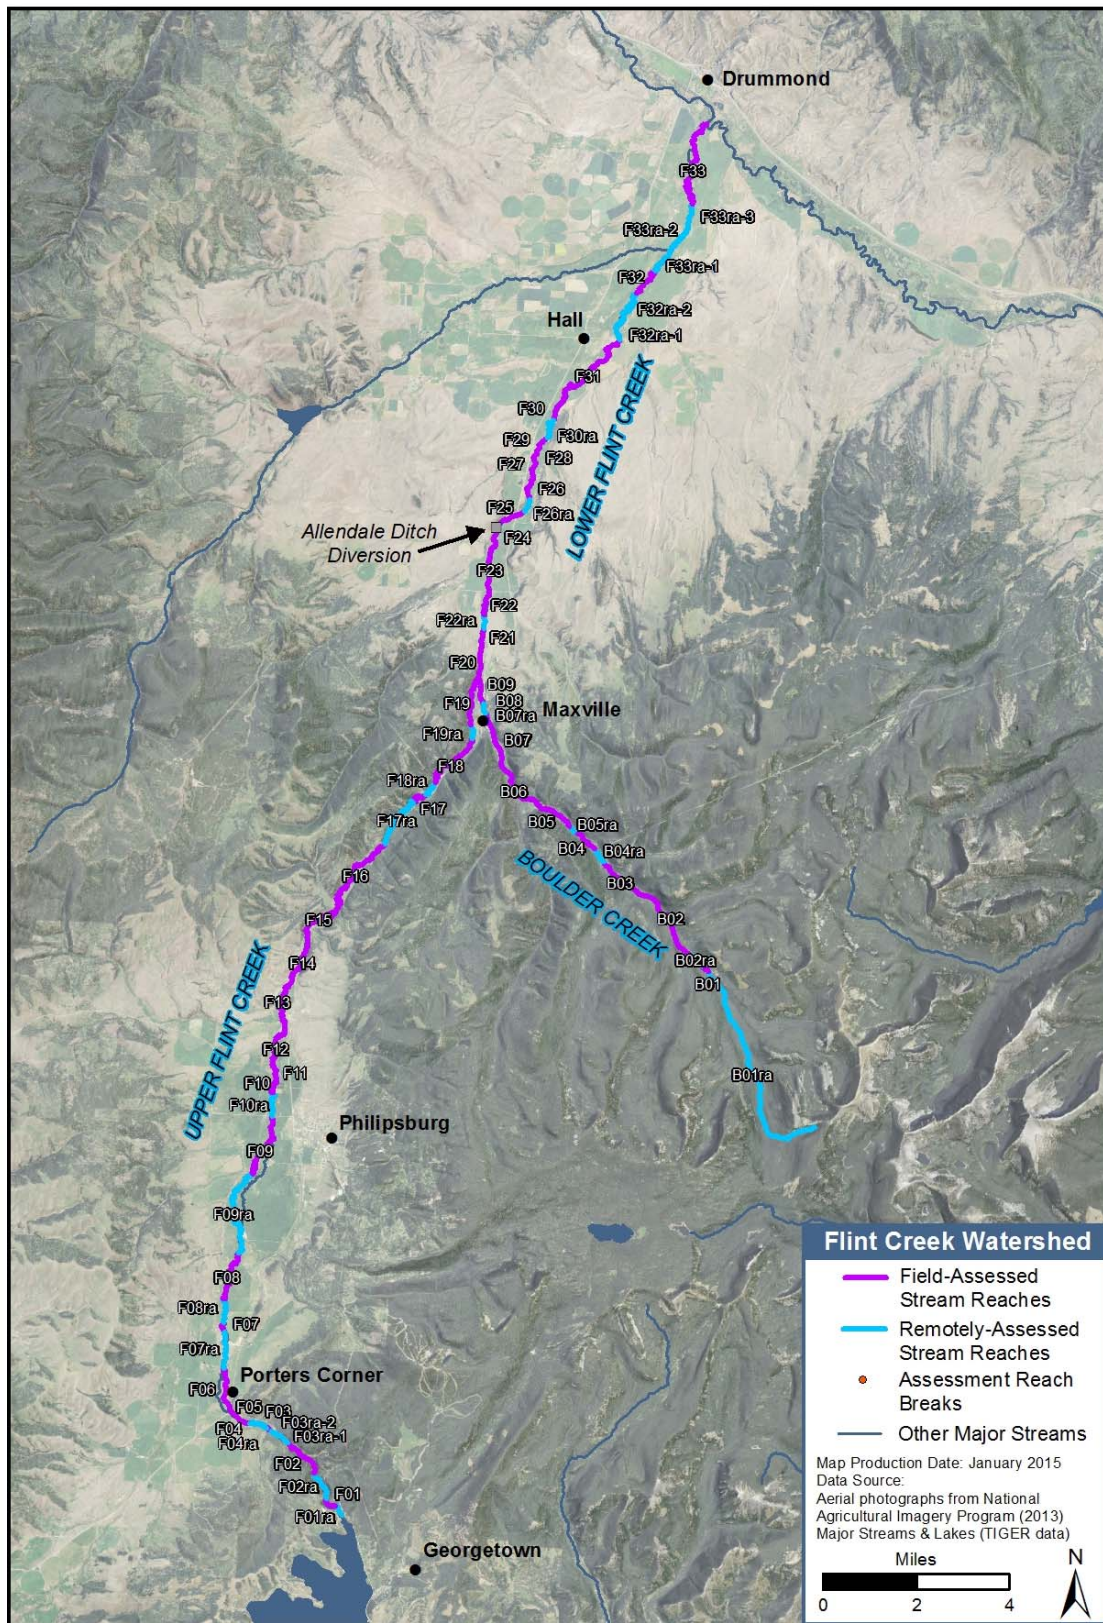 Drummond
F33
F33ra-3
F33ra-2
F33ra-1
F32
F32ra-2
Hall
F32ra-1
F31
LOWER FLINT CREEK
F30
F30ra
F29
F28
F27
F26
F25
F26ra
Allendale Ditch
Diversion
F24
F23
F22
F22ra
F21
F20
B09
F19
B08
Maxville
B07ra
F19ra
B07
F18
F18ra
B06
F17
F17ra
B05
B05ra
B04
B04ra
BOULDER CREEK
F16
B03
F15
B02
UPPER FLINT CREEK
F14
B02ra
B01
F13
F12
F11
B01ra
F10
F10ra
Philipsburg
F09
F09ra
F08
F08ra
F07
F07ra
Porters Corner
F06
F05
F03
F03ra-2
F04
F03ra-1
F04ra
F02
F02ra
F01
F01ra
Georgetown
Flint Creek Watershed
Field-Assessed
Stream Reaches
Remotely-Assessed
Stream Reaches
Assessment Reach
Breaks
Other Major Streams
Map Production Date: January 2015
Data Source:
Aerial photographs from National
Agricultural Imagery Program (2013)
Major Streams & Lakes (TIGER data)
Miles
N
0 2 4